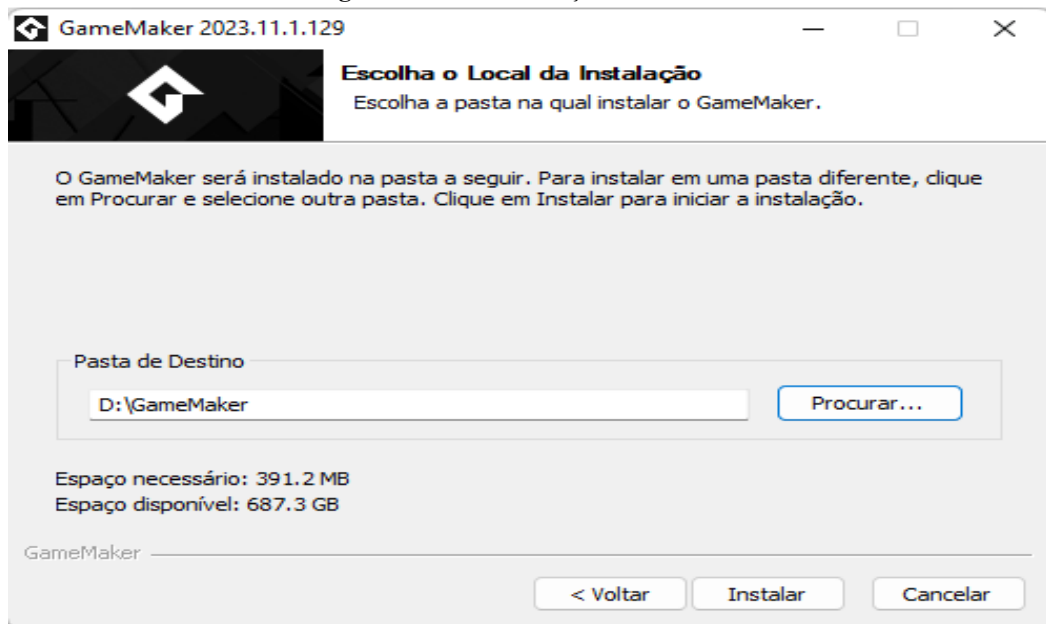 GameMaker 2023.11.1.129
Escolha o Local da Instalação
Escolha a pasta na qual instalar o GameMaker.
O GameMaker será instalado na pasta a seguir. Para instalar em uma pasta diferente, clique
em Procurar e selecione outra pasta. Clique em Instalar para iniciar a instalação.
Pasta de Destino
D:\GameMaker
Procurar...
Espaço necessário: 391.2 MB
Espaço disponível: 687.3 GB
GameMaker
< Voltar
Instalar
Cancelar